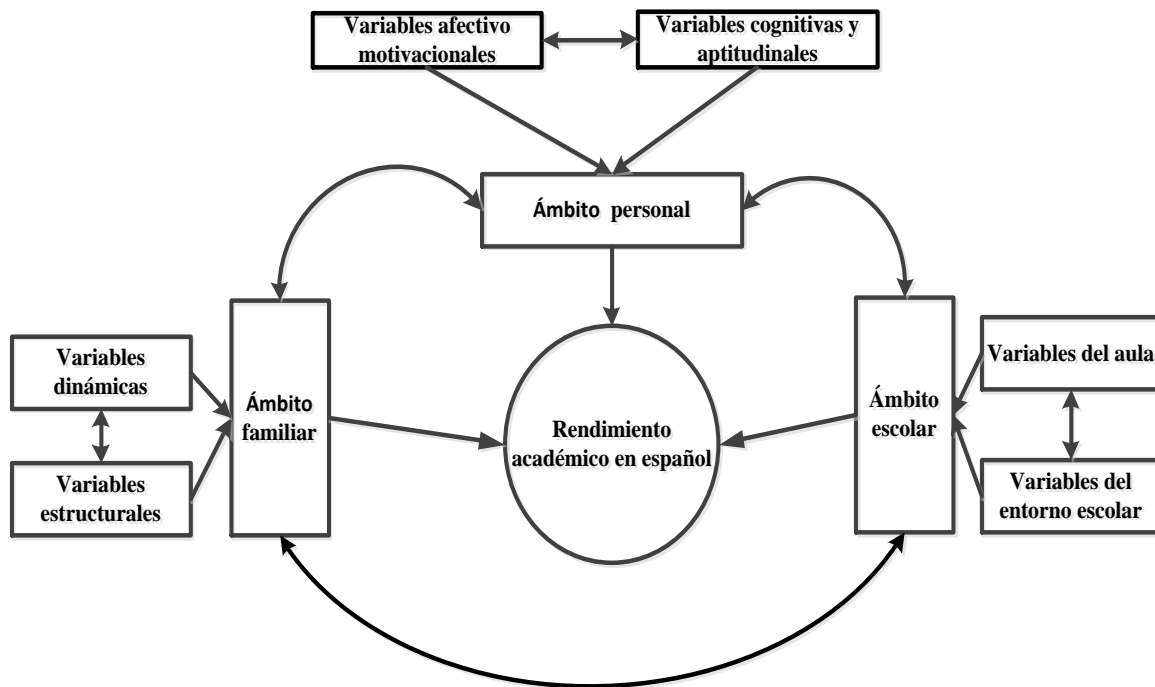 Variables afectivo
motivacionales
Variables cognitivas y
aptitudinales
Ámbito personal
Variables
dinámicas
Variables
estructurales
Ámbito
familiar
Rendimiento
académico en español
Ámbito
escolar
Variables del aula
Variables del
entorno escolar